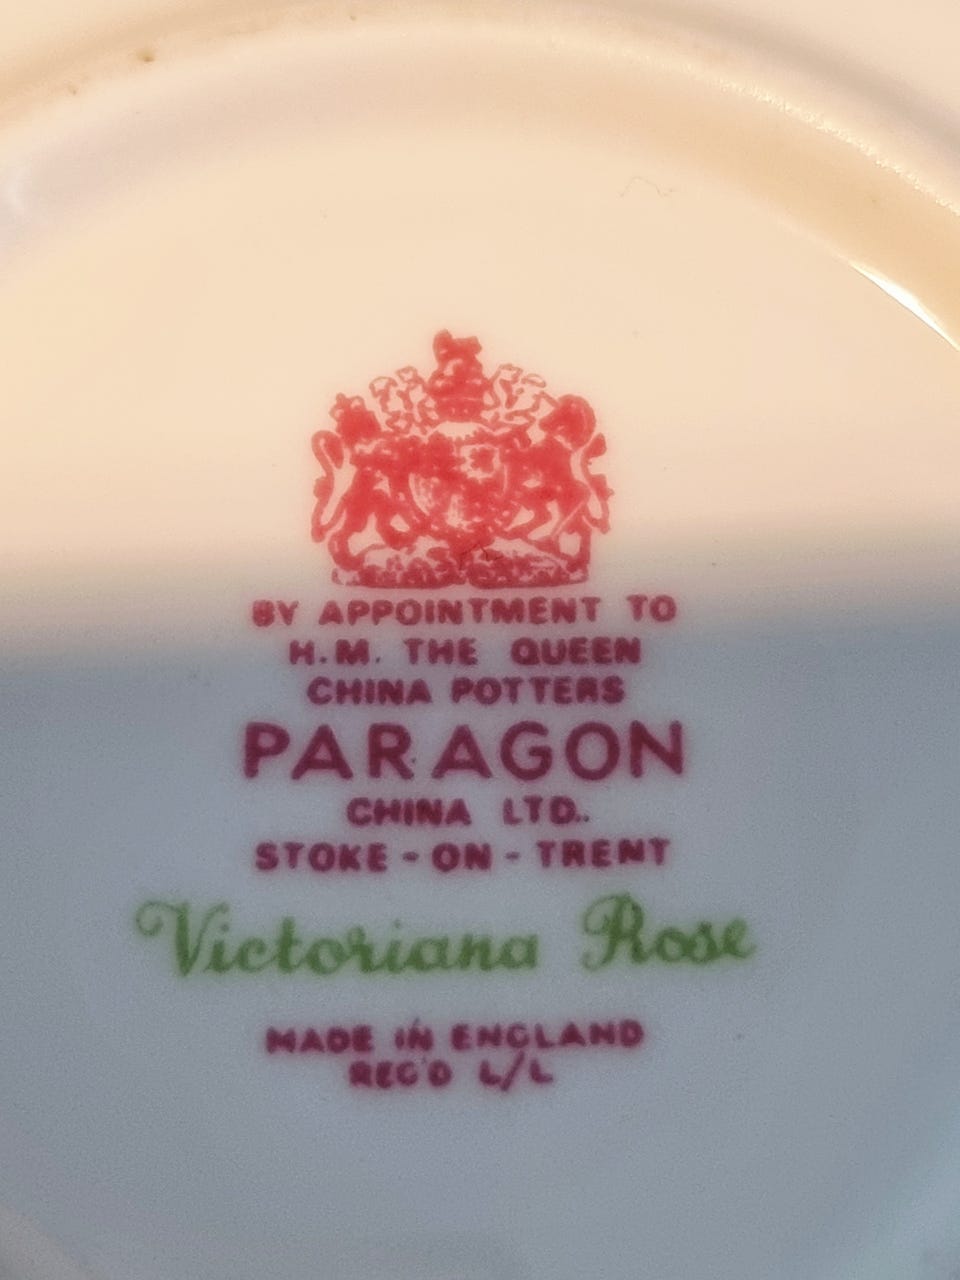 BY APPOINTMENT TO
H.M. THE QUEEN
CHINA POTTERS
PARAGON
CHINA LTD.
STOKE-ON-TRENT
Victoriana Rose
MADE IN ENGLAND
REG'D L/L